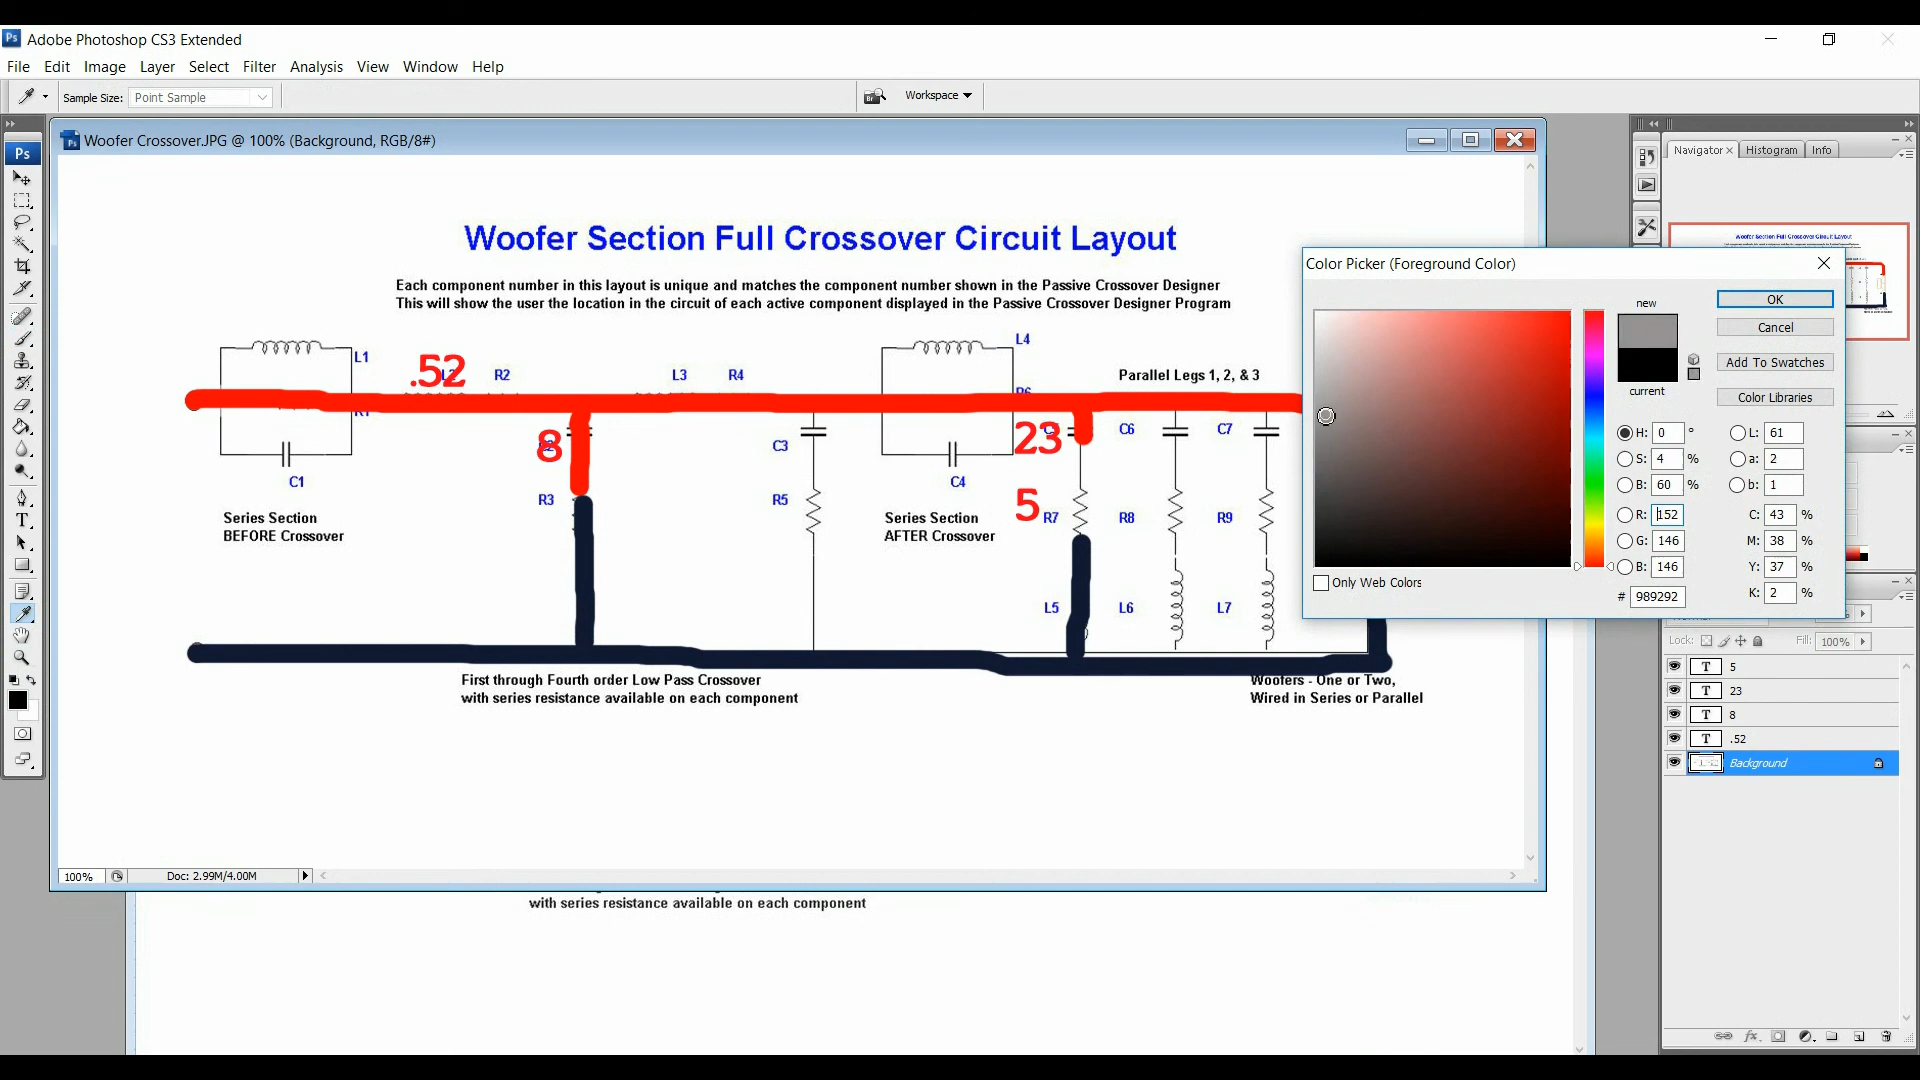 Adobe Photoshop CS3 Extended
File Edit Image Layer Select Filter Analysis View Window Help
Sample Size: Point Sample Workspace
Woofer Crossover.JPG @ 100% (Background, RGB/8#)
Navigator Histogram Info
Woofer Section Full Crossover Circuit Layout
Each component number in this layout is unique and matches the component number shown in the Passive Crossover Designer
This will show the user the location in the circuit of each active component displayed in the Passive Crossover Designer Program
L1
.52
R2
L3
R4
L4
R6
Parallel Legs 1, 2, & 3
R1
8
C3
23
C6
C7
C1
C4
R3
R5
5
R7
R8
R9
Series Section
BEFORE Crossover
Series Section
AFTER Crossover
L5
L6
L7
First through Fourth order Low Pass Crossover
with series resistance available on each component
Woofers - One or Two,
Wired in Series or Parallel
100% Doc: 2.99M/4.00M
with series resistance available on each component
Color Picker (Foreground Color)
new
current
OK
Cancel
Add To Swatches
Color Libraries
H: 0 ° L: 61
S: 4 % a: 2
B: 60 % b: 1
R: 152 C: 43 %
G: 146 M: 38 %
B: 146 Y: 37 %
# 989292 K: 2 %
Only Web Colors
Lock: Fill: 100%
T 5
T 23
T 8
T .52
Background
Ps